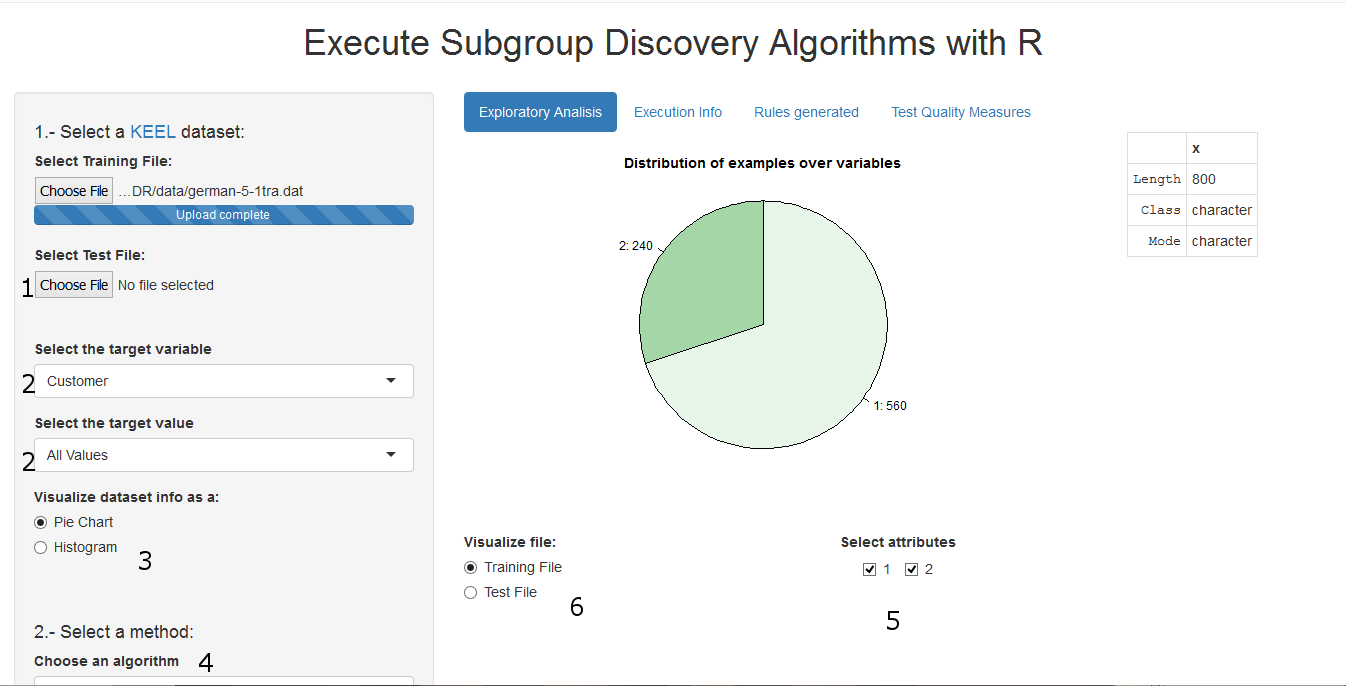 Execute Subgroup Discovery Algorithms with R
1.- Select a KEEL dataset:
Select Training File:
Choose File ...DR/data/german-5-1tra.dat
Upload complete
Select Test File:
1 Choose File No file selected
Select the target variable
2 Customer
Select the target value
2 All Values
Visualize dataset info as a:
Pie Chart
Histogram
3
2.- Select a method:
Choose an algorithm 4
Exploratory Analisis Execution Info Rules generated Test Quality Measures
Distribution of examples over variables
2: 240
1: 560
x
Length 800
Class character
Mode character
Visualize file:
Training File
Test File
6
Select attributes
1 2
5